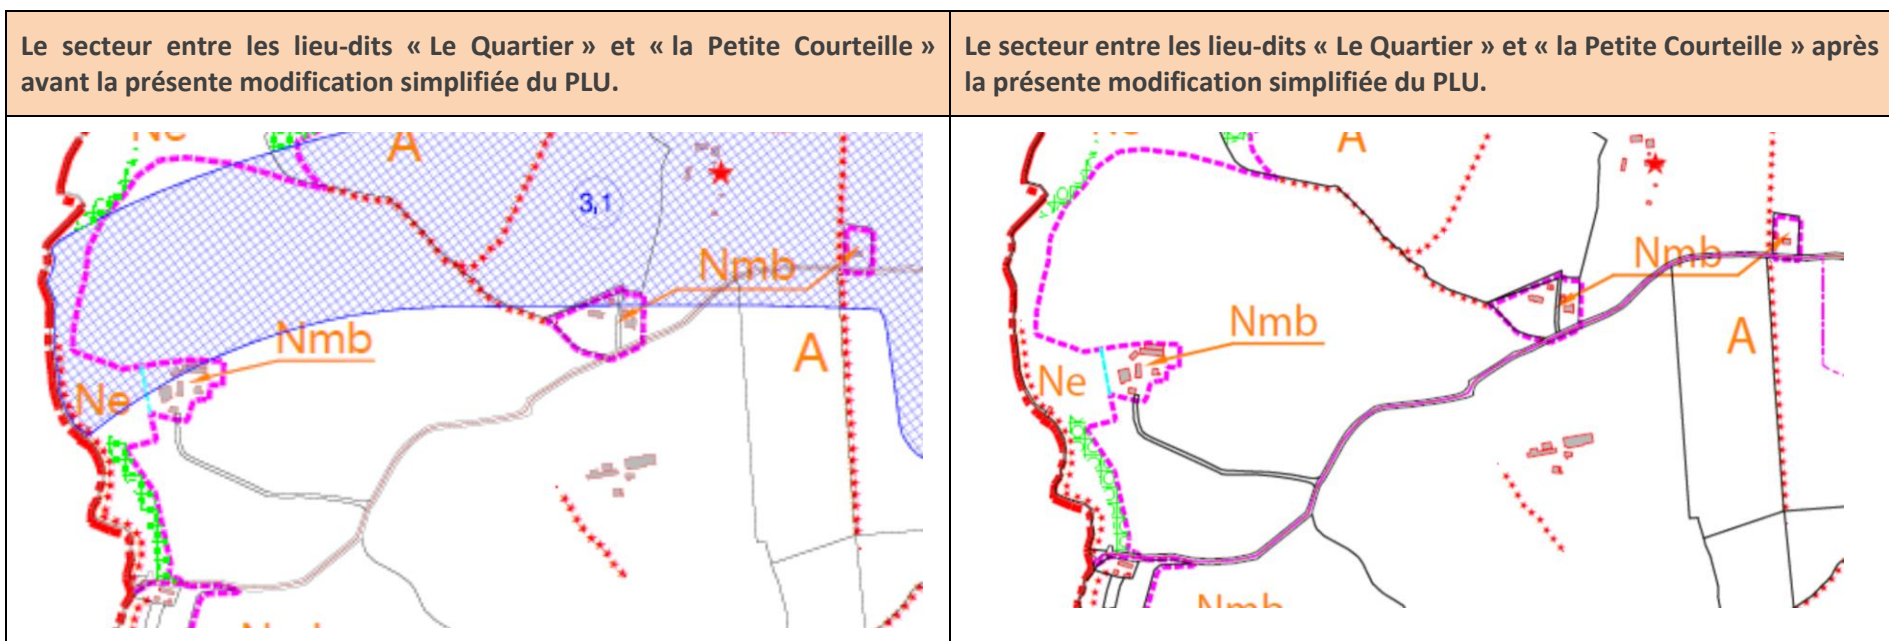 Le secteur entre les lieu-dits « Le Quartier » et « la Petite Courteille »
avant la présente modification simplifiée du PLU.
Le secteur entre les lieu-dits « Le Quartier » et « la Petite Courteille » après
la présente modification simplifiée du PLU.
Ne
A
3,1
Nmb
Nmb
A
Ne
A
Nmb
Nmb
A
Ne
Nmb